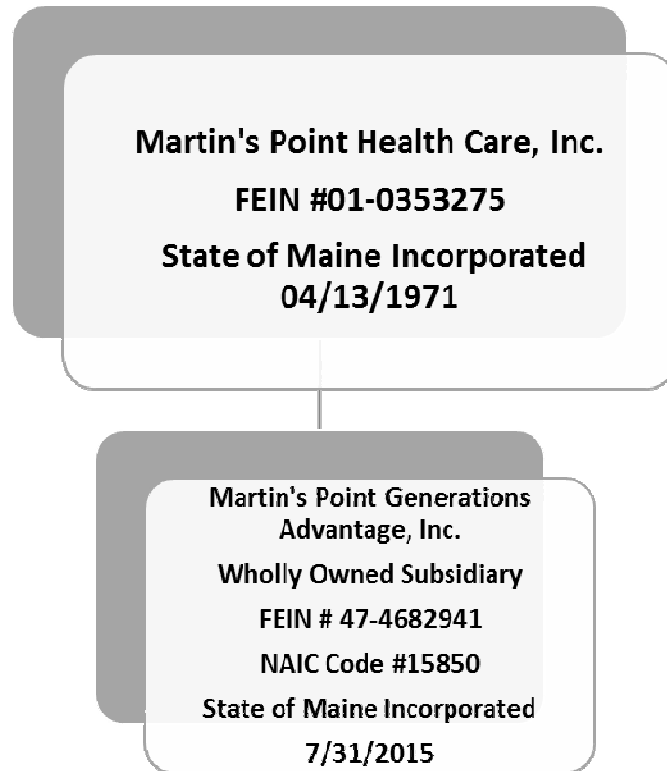 Martin's Point Health Care, Inc.
FEIN #01-0353275
State of Maine Incorporated
04/13/1971
Martin's Point Generations
Advantage, Inc.
Wholly Owned Subsidiary
FEIN # 47-4682941
NAIC Code #15850
State of Maine Incorporated
7/31/2015